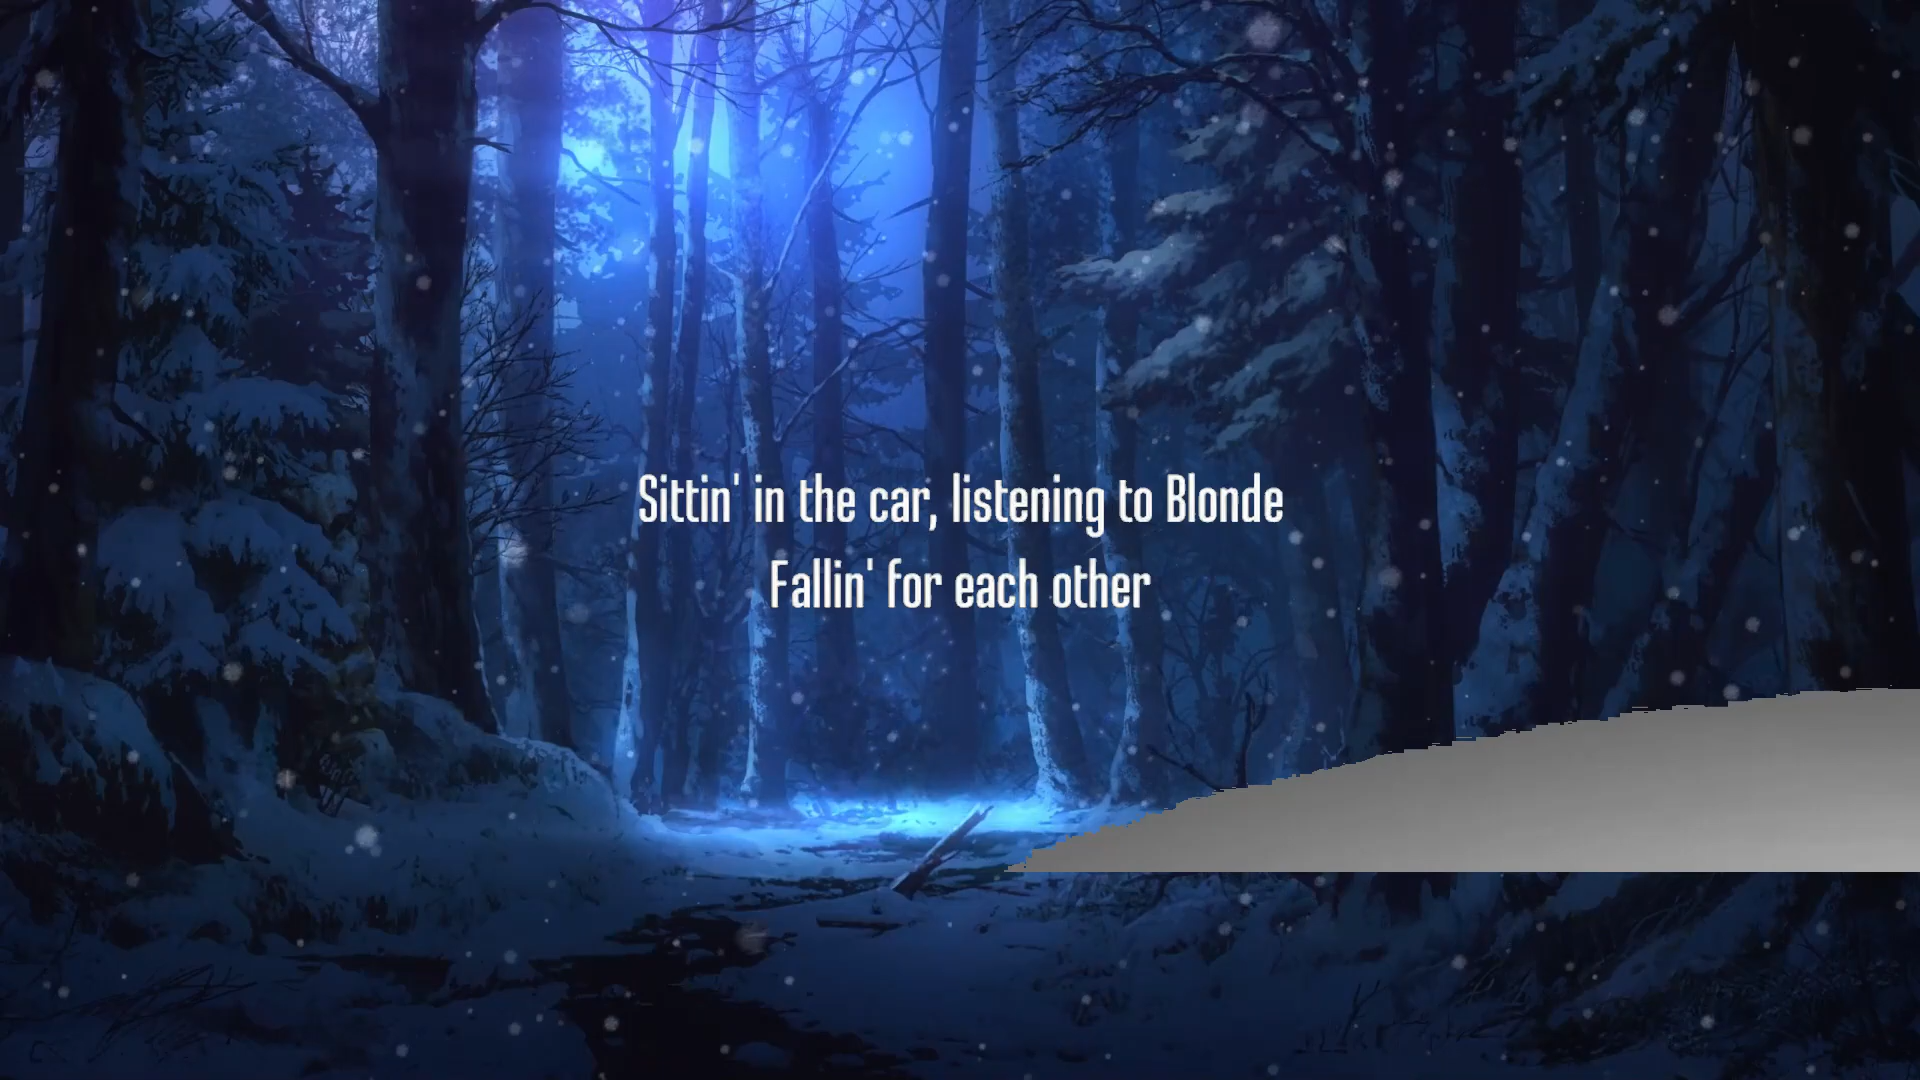 Sittin' in the car, listening to Blonde
Fallin' for each other